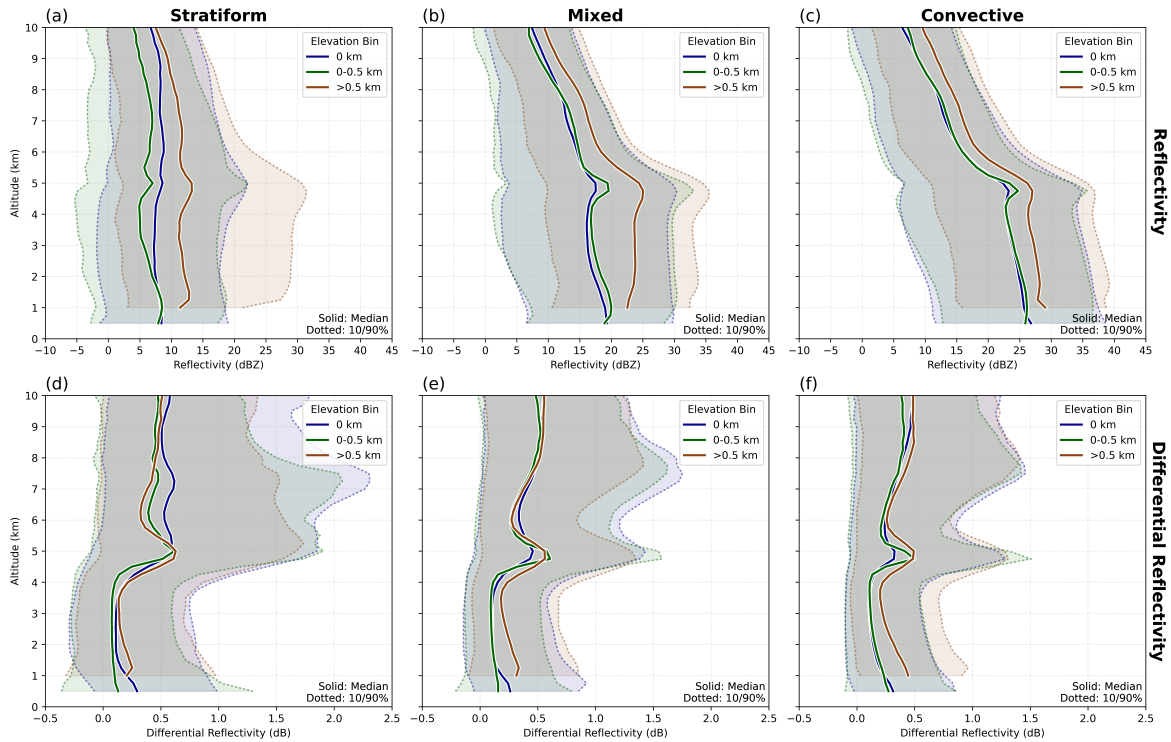 (a)
Stratiform
(b)
Mixed
(c)
Convective
Altitude (km)
10
9
8
7
6
5
4
3
2
1
0
Elevation Bin
0 km
0-0.5 km
>0.5 km
Solid: Median
Dotted: 10/90%
−10 −5 0 5 10 15 20 25 30 35 40 45
Reflectivity (dBZ)
Elevation Bin
0 km
0-0.5 km
>0.5 km
Solid: Median
Dotted: 10/90%
−10 −5 0 5 10 15 20 25 30 35 40 45
Reflectivity (dBZ)
Elevation Bin
0 km
0-0.5 km
>0.5 km
Solid: Median
Dotted: 10/90%
−10 −5 0 5 10 15 20 25 30 35 40 45
Reflectivity (dBZ)
Reflectivity
(d)
(e)
(f)
Altitude (km)
10
9
8
7
6
5
4
3
2
1
0
Elevation Bin
0 km
0-0.5 km
>0.5 km
Solid: Median
Dotted: 10/90%
−0.5 0.0 0.5 1.0 1.5 2.0 2.5
Differential Reflectivity (dB)
Elevation Bin
0 km
0-0.5 km
>0.5 km
Solid: Median
Dotted: 10/90%
−0.5 0.0 0.5 1.0 1.5 2.0 2.5
Differential Reflectivity (dB)
Elevation Bin
0 km
0-0.5 km
>0.5 km
Solid: Median
Dotted: 10/90%
−0.5 0.0 0.5 1.0 1.5 2.0 2.5
Differential Reflectivity (dB)
Differential Reflectivity